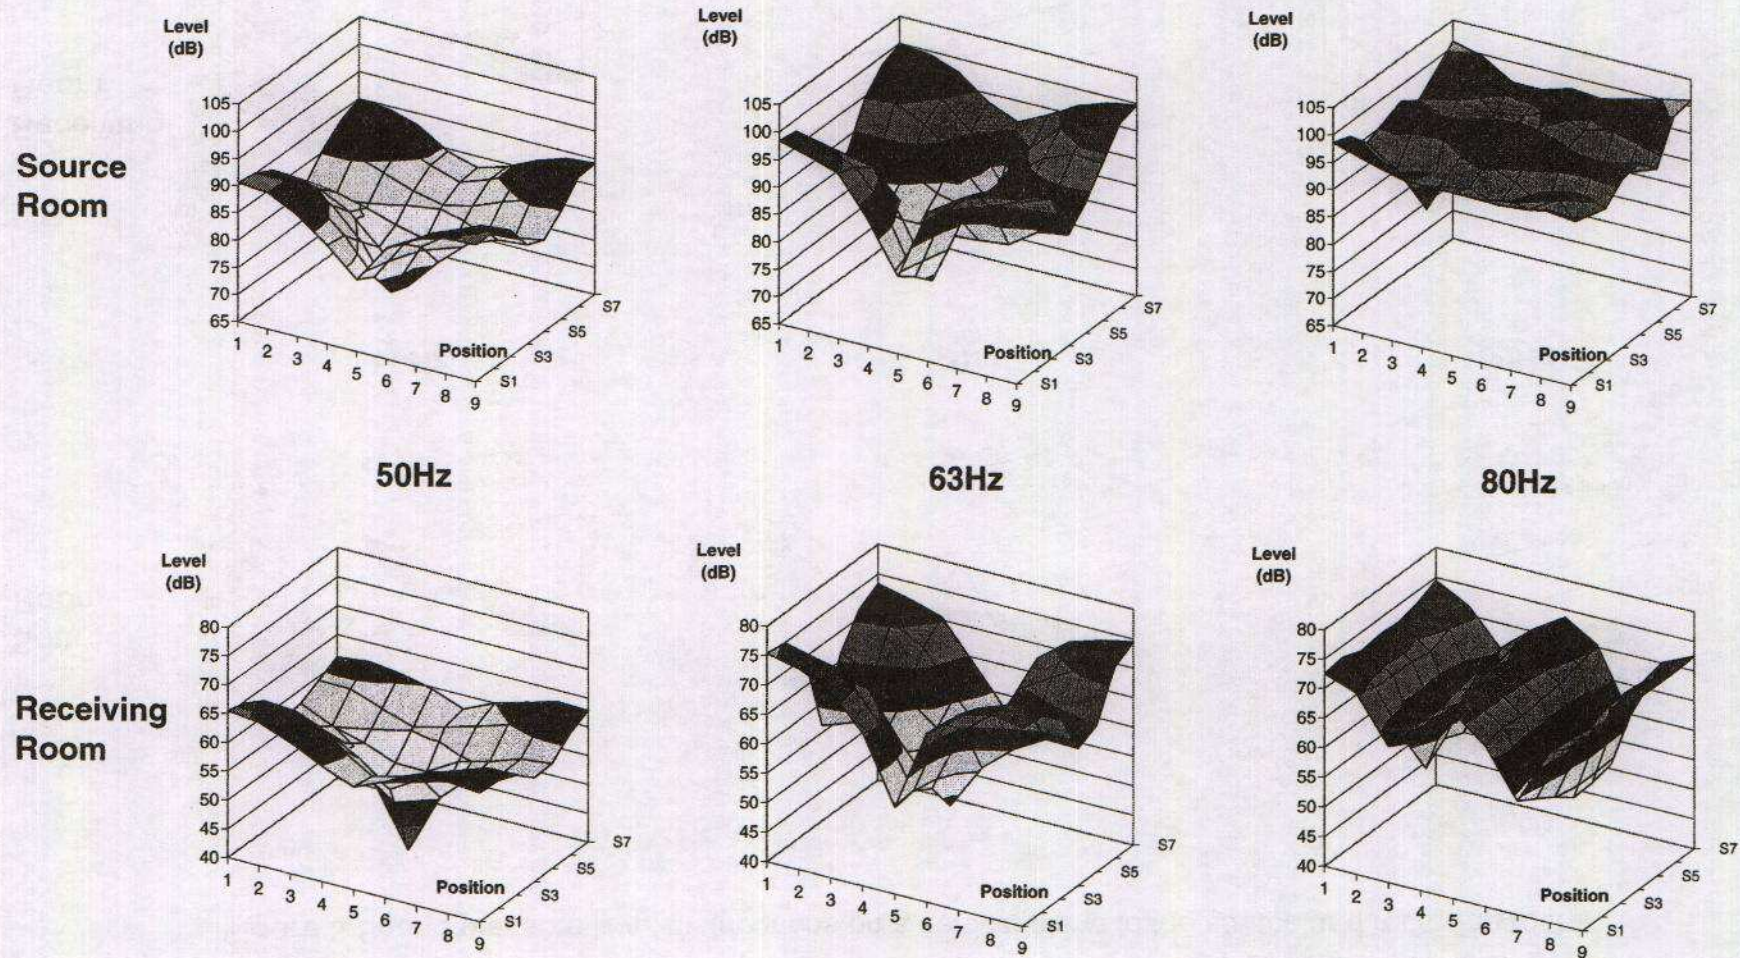 Source
Room
Level
(dB)
105
100
95
90
85
80
75
70
65
1
2
3
4
5
6
7
8
9
Position
S1
S3
S5
S7
Level
(dB)
105
100
95
90
85
80
75
70
65
1
2
3
4
5
6
7
8
9
Position
S1
S3
S5
S7
Level
(dB)
105
100
95
90
85
80
75
70
65
1
2
3
4
5
6
7
8
9
Position
S1
S3
S5
S7
50Hz
63Hz
80Hz
Receiving
Room
Level
(dB)
80
75
70
65
60
55
50
45
40
1
2
3
4
5
6
7
8
9
Position
S1
S3
S5
S7
Level
(dB)
80
75
70
65
60
55
50
45
40
1
2
3
4
5
6
7
8
9
Position
S1
S3
S5
S7
Level
(dB)
80
75
70
65
60
55
50
45
40
1
2
3
4
5
6
7
8
9
Position
S1
S3
S5
S7